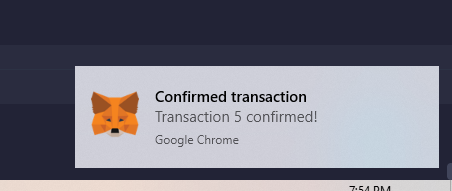 Confirmed transaction
Transaction 5 confirmed!
Google Chrome
7:54 PM